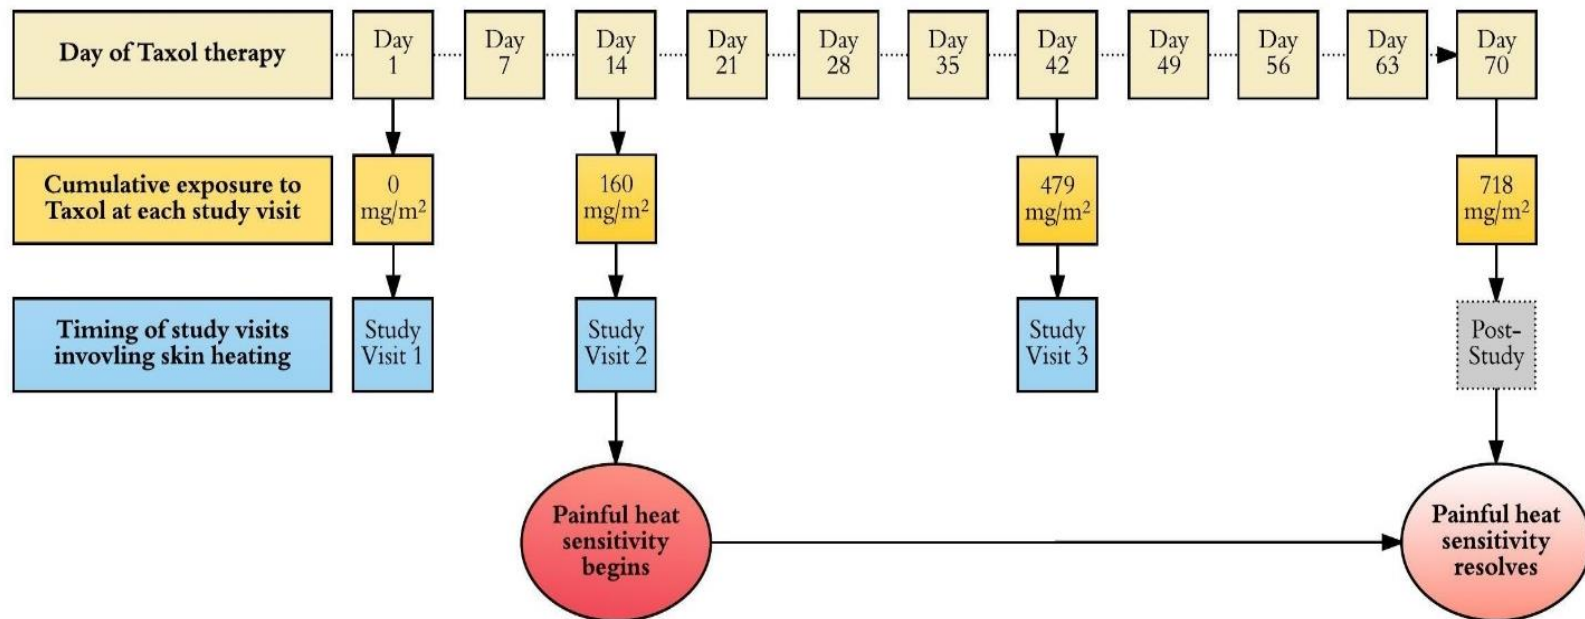 Day of Taxol therapy
Day
1
Day
7
Day
14
Day
21
Day
28
Day
35
Day
42
Day
49
Day
56
Day
63
Day
70
Cumulative exposure to
Taxol at each study visit
0
mg/m²
160
mg/m²
479
mg/m²
718
mg/m²
Timing of study visits
invovling skin heating
Study
Visit 1
Study
Visit 2
Study
Visit 3
Post-
Study
Painful heat
sensitivity
begins
Painful heat
sensitivity
resolves